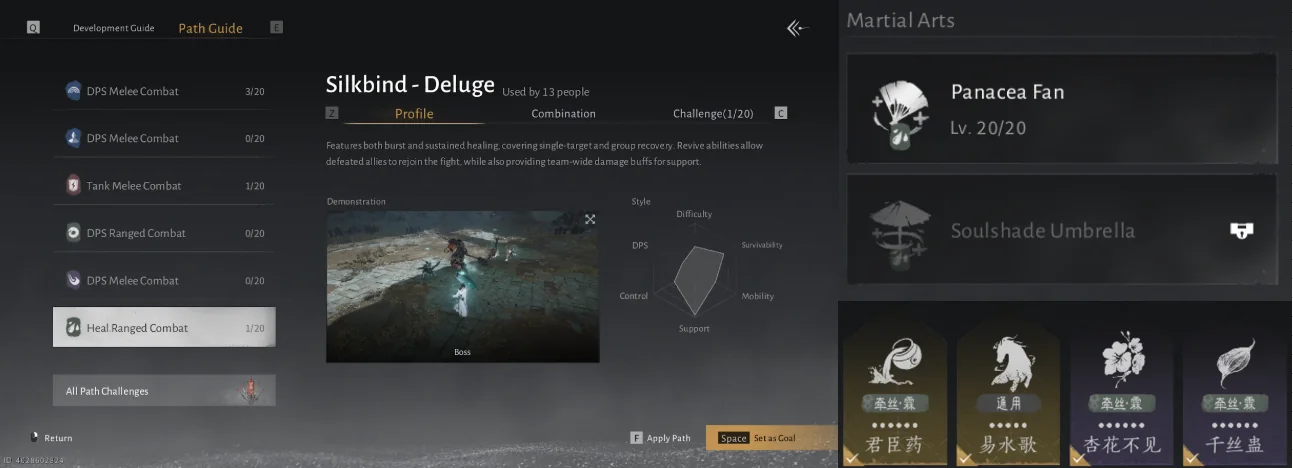 Q
Development Guide
Path Guide
E
DPS Melee Combat 3/20
DPS Melee Combat 0/20
Tank Melee Combat 1/20
DPS Ranged Combat 0/20
DPS Melee Combat 0/20
Heal Ranged Combat 1/20
All Path Challenges
Return
ID: 4028602324
Silkbind - Deluge Used by 13 people
Z
Profile
Combination
Challenge(1/20)
C
Features both burst and sustained healing, covering single-target and group recovery. Revive abilities allow
defeated allies to rejoin the fight, while also providing team-wide damage buffs for support.
Demonstration
Boss
Style
Difficulty
DPS
Survivability
Control
Mobility
Support
F Apply Path
Space Set as Goal
Martial Arts
Panacea Fan
Lv. 20/20
Soulshade Umbrella
牵丝·霖
君臣药
通用
易水歌
牵丝·霖
杏花不见
牵丝·霖
千丝蛊